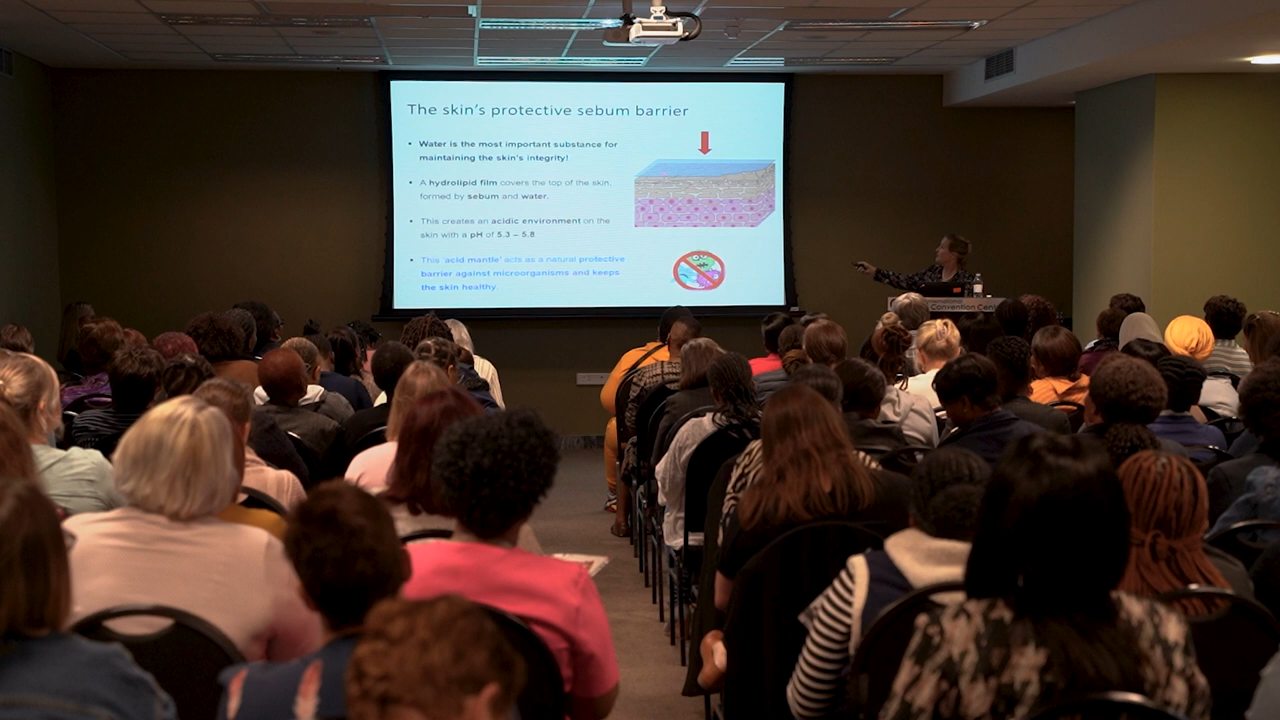 The skin's protective sebum barrier
• Water is the most important substance for
maintaining the skin's integrity!
• A hydrolipid film covers the top of the skin,
formed by sebum and water.
• This creates an acidic environment on the
skin with a pH of 5.3 – 5.8
• This 'acid mantle' acts as a natural protective
barrier against microorganisms and keeps
the skin healthy.
Convention